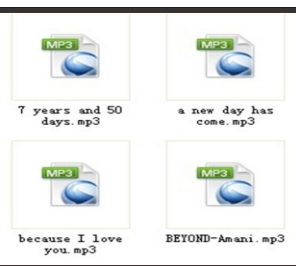 MP3
MP3
7 years and 50
days.mp3
a new day has
come.mp3
MP3
MP3
because I love
you.mp3
BEYOND-Amani.mp3